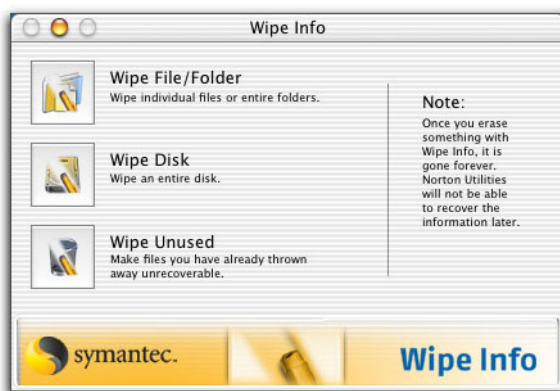 Wipe Info
Wipe File/Folder
Wipe individual files or entire folders.
Wipe Disk
Wipe an entire disk.
Wipe Unused
Make files you have already thrown
away unrecoverable.
Note:
Once you erase
something with
Wipe Info, it is
gone forever.
Norton Utilities
will not be able
to recover the
information later.
symantec.
Wipe Info